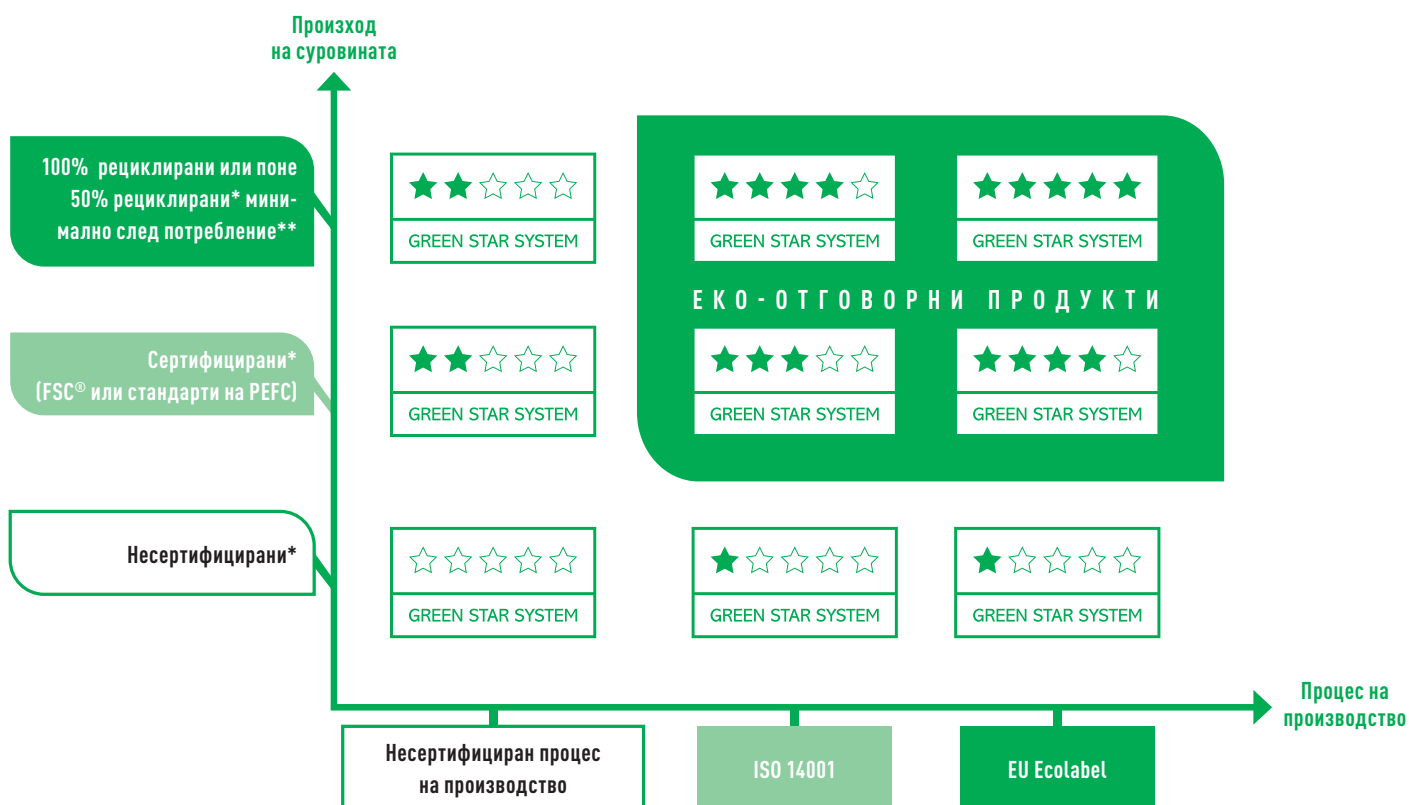 Произход
на суровината
100% рециклирани или поне
50% рециклирани* мини-
мално след потребление**
GREEN STAR SYSTEM
GREEN STAR SYSTEM
GREEN STAR SYSTEM
ЕКО-ОТГОВОРНИ ПРОДУКТИ
Сертифицирани*
(FSC® или стандарти на PEFC)
GREEN STAR SYSTEM
GREEN STAR SYSTEM
GREEN STAR SYSTEM
Несертифицирани*
GREEN STAR SYSTEM
GREEN STAR SYSTEM
GREEN STAR SYSTEM
Процес на
производство
Несертифициран процес
на производство
ISO 14001
EU Ecolabel